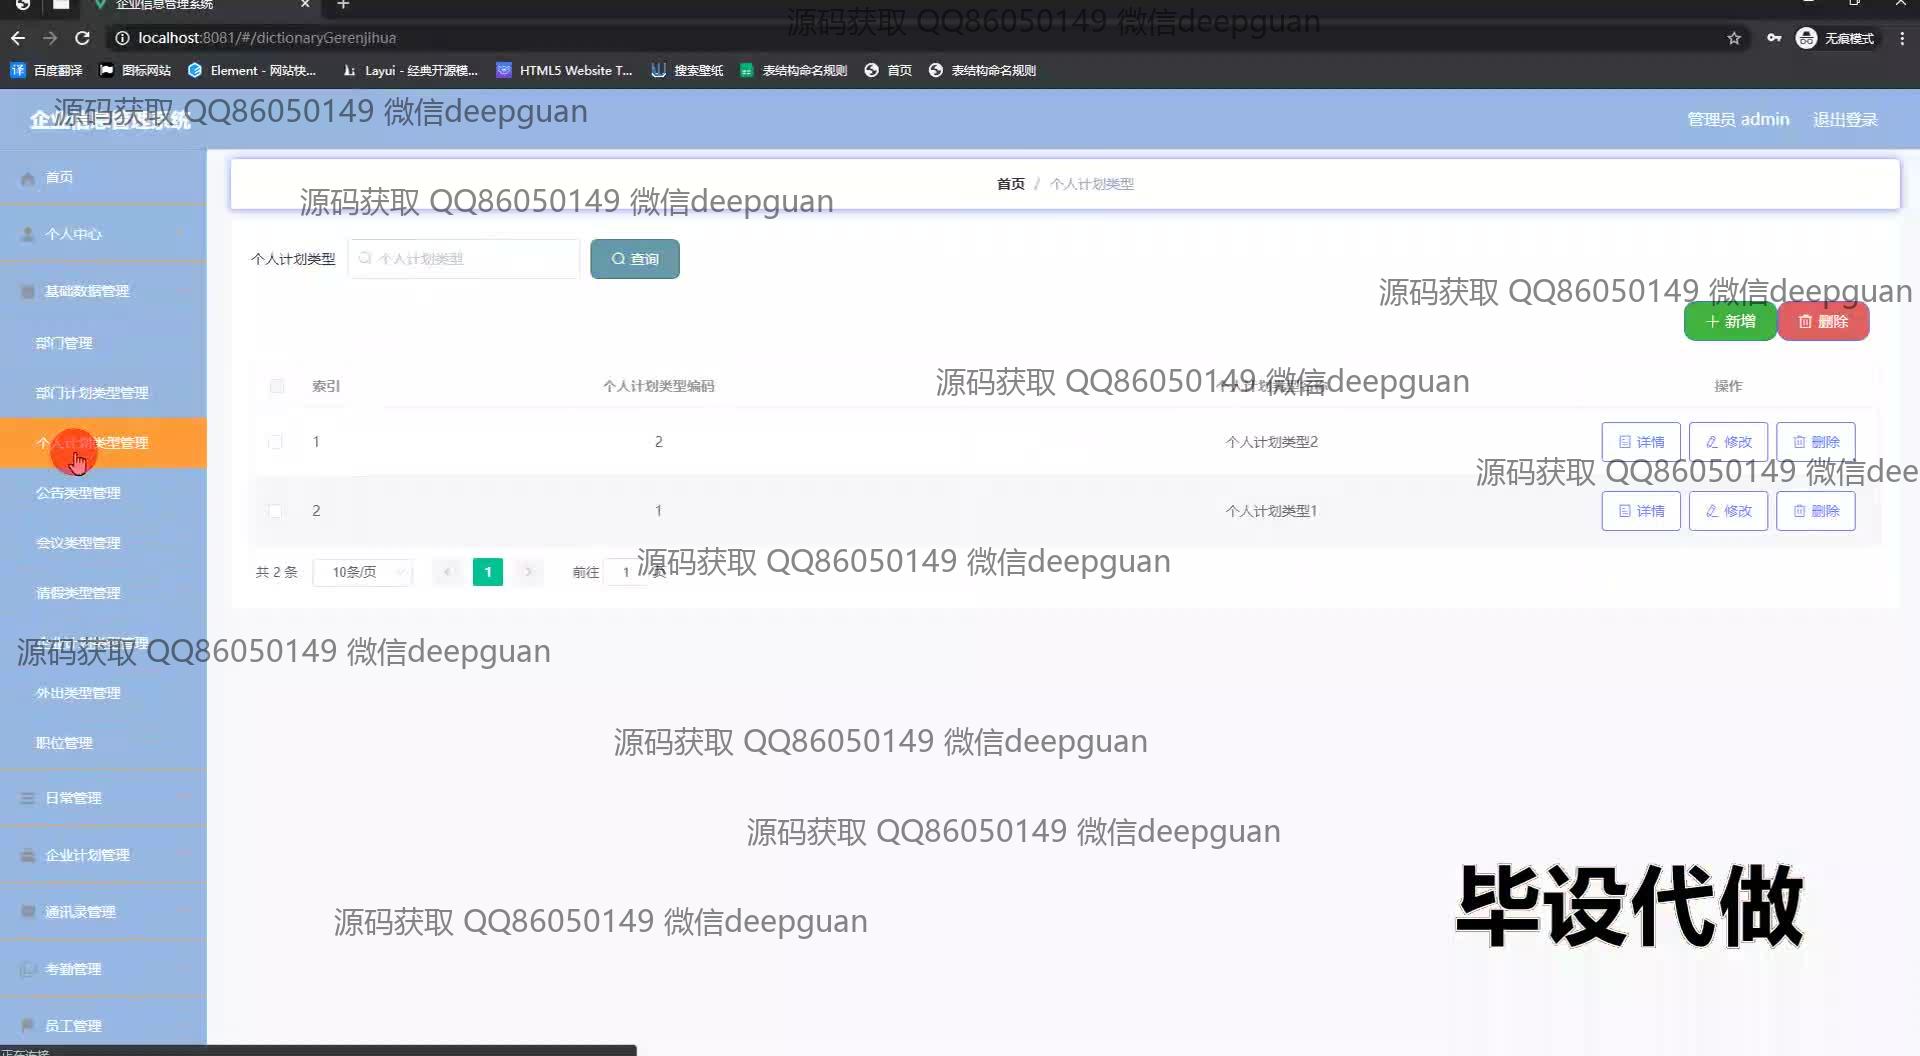 企业信息管理系统
localhost:8081/#/dictionaryGerenjihua
无痕模式
百度翻译
图标网站
Element - 网站快...
Layui - 经典开源模...
HTML5 Website T...
搜索壁纸
表结构命名规则
首页
表结构命名规则
源码获取 QQ86050149 微信deepguan
企业信息管理系统
源码获取 QQ86050149 微信deepguan
管理员 admin
退出登录
首页
个人中心
基础数据管理
部门管理
部门计划类型管理
个人计划类型管理
公告类型管理
会议类型管理
请假类型管理
企业计划类型管理
外出类型管理
职位管理
日常管理
企业计划管理
通讯录管理
考勤管理
员工管理
首页 / 个人计划类型
源码获取 QQ86050149 微信deepguan
个人计划类型
个人计划类型
查询
源码获取 QQ86050149 微信deepguan
新增
删除
索引 个人计划类型编码 个人计划类型名称 操作
源码获取 QQ86050149 微信deepguan
1 2 个人计划类型2 详情 修改 删除
源码获取 QQ86050149 微信dee
2 1 个人计划类型1 详情 修改 删除
共 2 条 10条/页 1 前往 1 页
源码获取 QQ86050149 微信deepguan
源码获取 QQ86050149 微信deepguan
源码获取 QQ86050149 微信deepguan
源码获取 QQ86050149 微信deepguan
源码获取 QQ86050149 微信deepguan
毕设代做